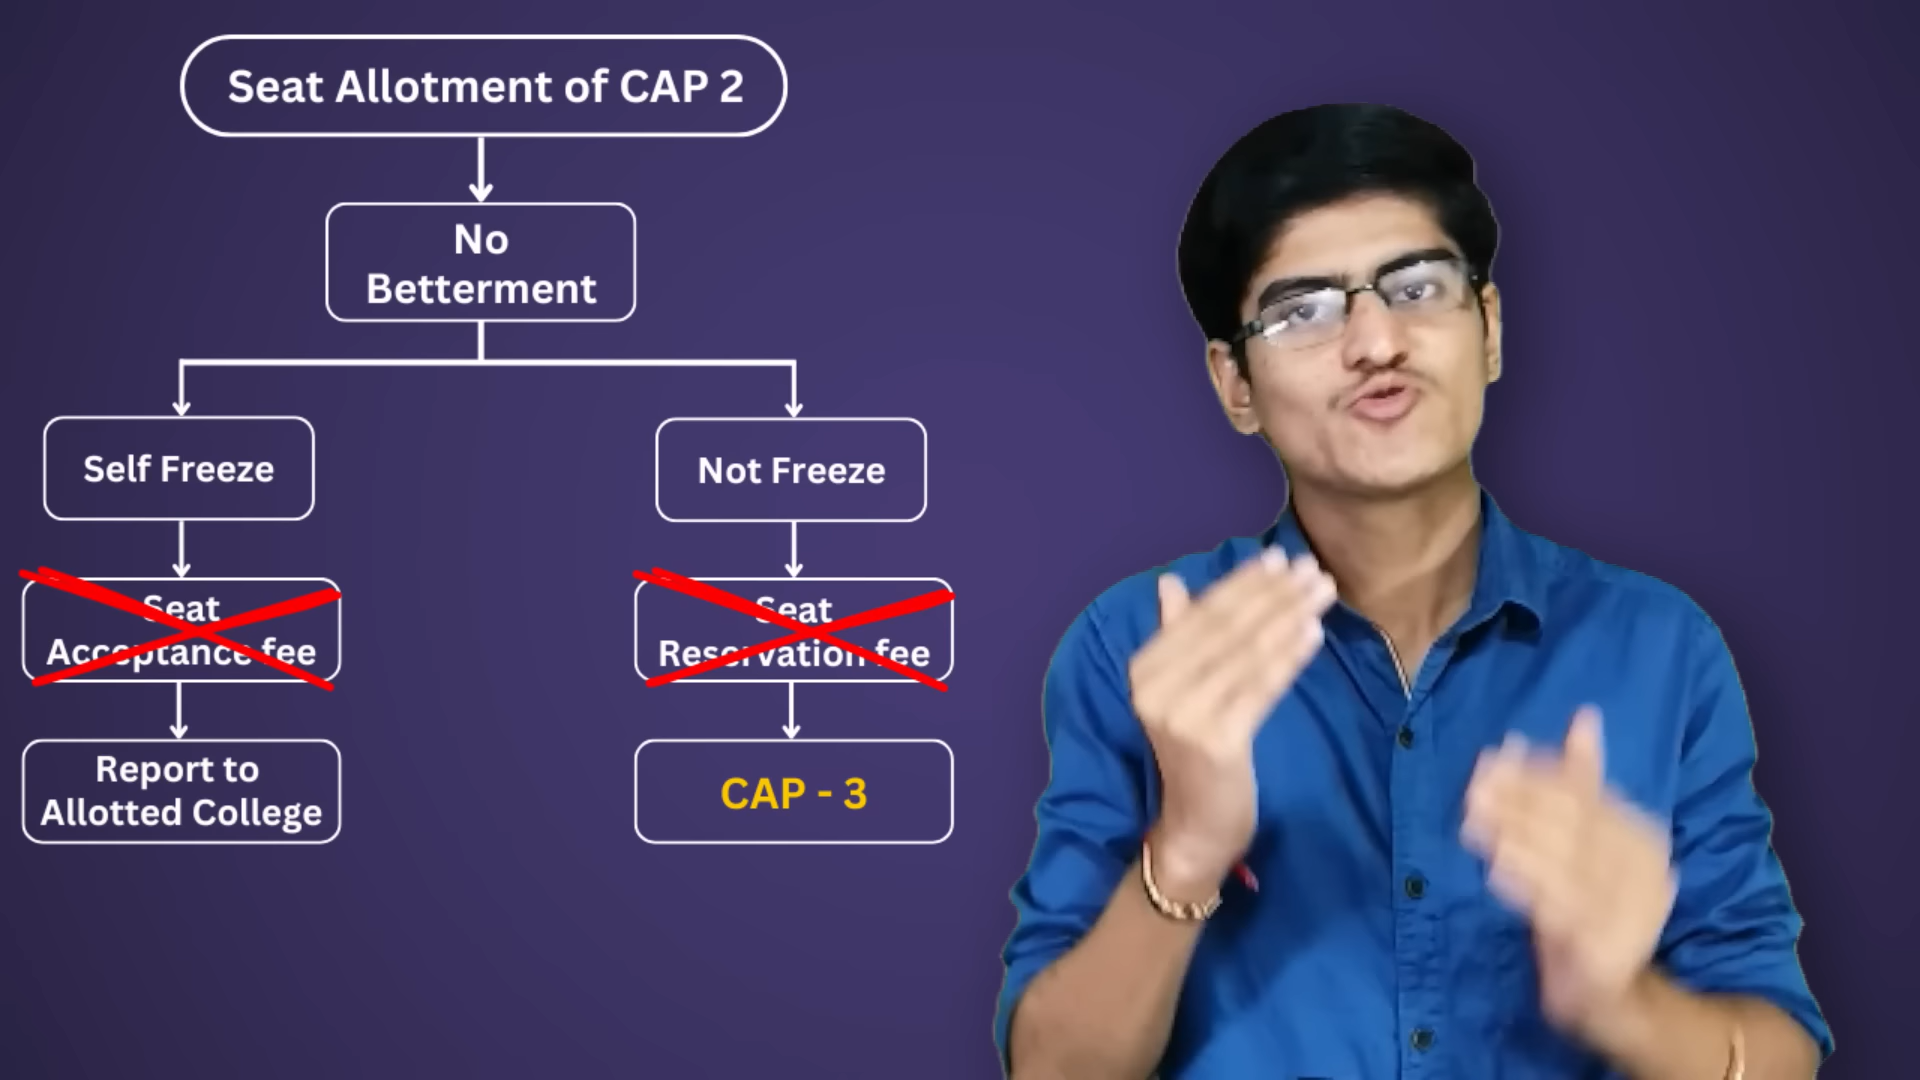 Seat Allotment of CAP 2
No
Betterment
Self Freeze
Not Freeze
Seat
Acceptance fee
Seat
Reservation fee
Report to
Allotted College
CAP - 3